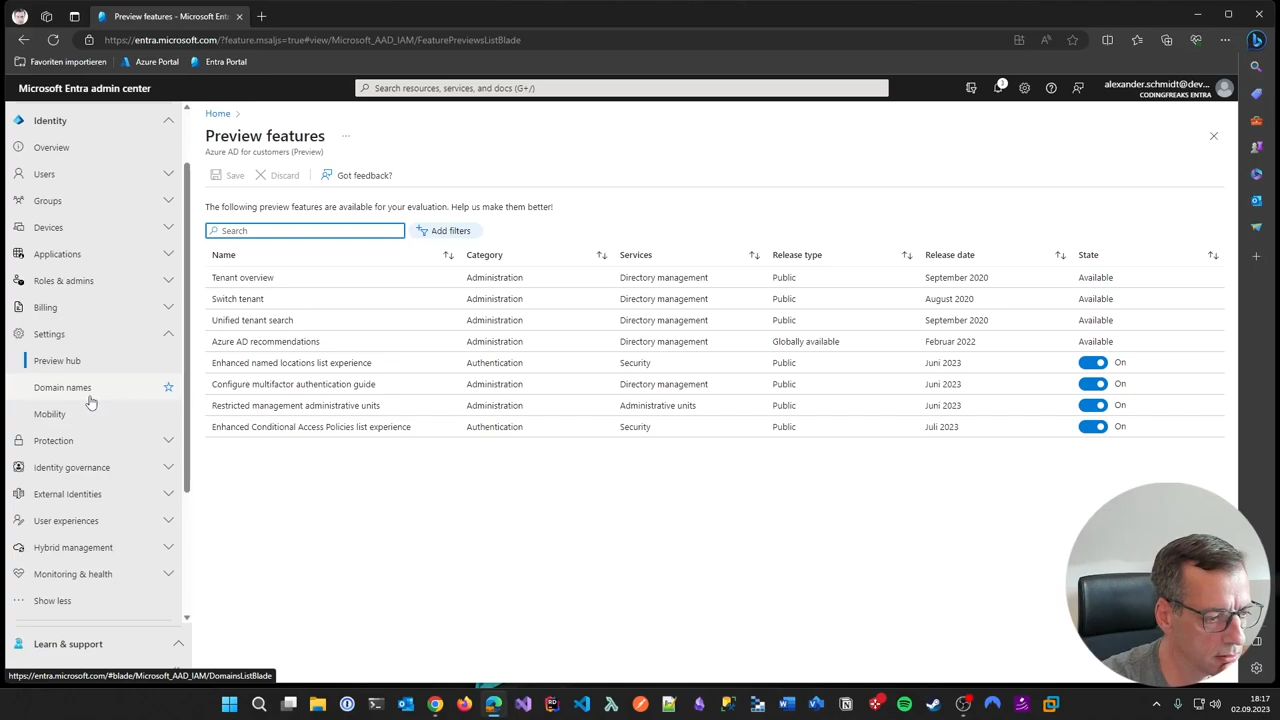 Preview features - Microsoft Ent
https://entra.microsoft.com/?feature.msaljs=true#view/Microsoft_AAD_IAM/FeaturePreviewsListBlade
Favoriten importieren
Azure Portal
Entra Portal
Microsoft Entra admin center
Search resources, services, and docs (G+/)
alexander.schmidt@dev...
CODINGFREAKS ENTRA
Identity
Overview
Users
Groups
Devices
Applications
Roles & admins
Billing
Settings
Preview hub
Domain names
Mobility
Protection
Identity governance
External Identities
User experiences
Hybrid management
Monitoring & health
Show less
Learn & support
https://entra.microsoft.com/#blade/Microsoft_AAD_IAM/DomainsListBlade
Home >
Preview features ...
Azure AD for customers (Preview)
Save Discard Got feedback?
The following preview features are available for your evaluation. Help us make them better!
Search Add filters
Name Category Services Release type Release date State
Tenant overview Administration Directory management Public September 2020 Available
Switch tenant Administration Directory management Public August 2020 Available
Unified tenant search Administration Directory management Public September 2020 Available
Azure AD recommendations Administration Directory management Globally available Februar 2022 Available
Enhanced named locations list experience Authentication Security Public Juni 2023 On
Configure multifactor authentication guide Administration Directory management Public Juni 2023 On
Restricted management administrative units Administration Administrative units Public Juni 2023 On
Enhanced Conditional Access Policies list experience Authentication Security Public Juli 2023 On
18:17
02.09.2023